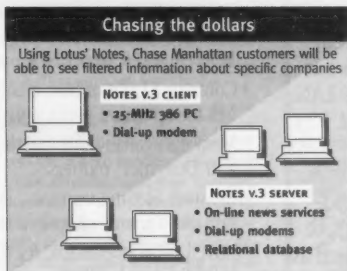 Chasing the dollars
Using Lotus' Notes, Chase Manhattan customers will be
able to see filtered information about specific companies
NOTES V.3 CLIENT
• 25-MHz 386 PC
• Dial-up modem
NOTES V.3 SERVER
• On-line news services
• Dial-up modems
• Relational database